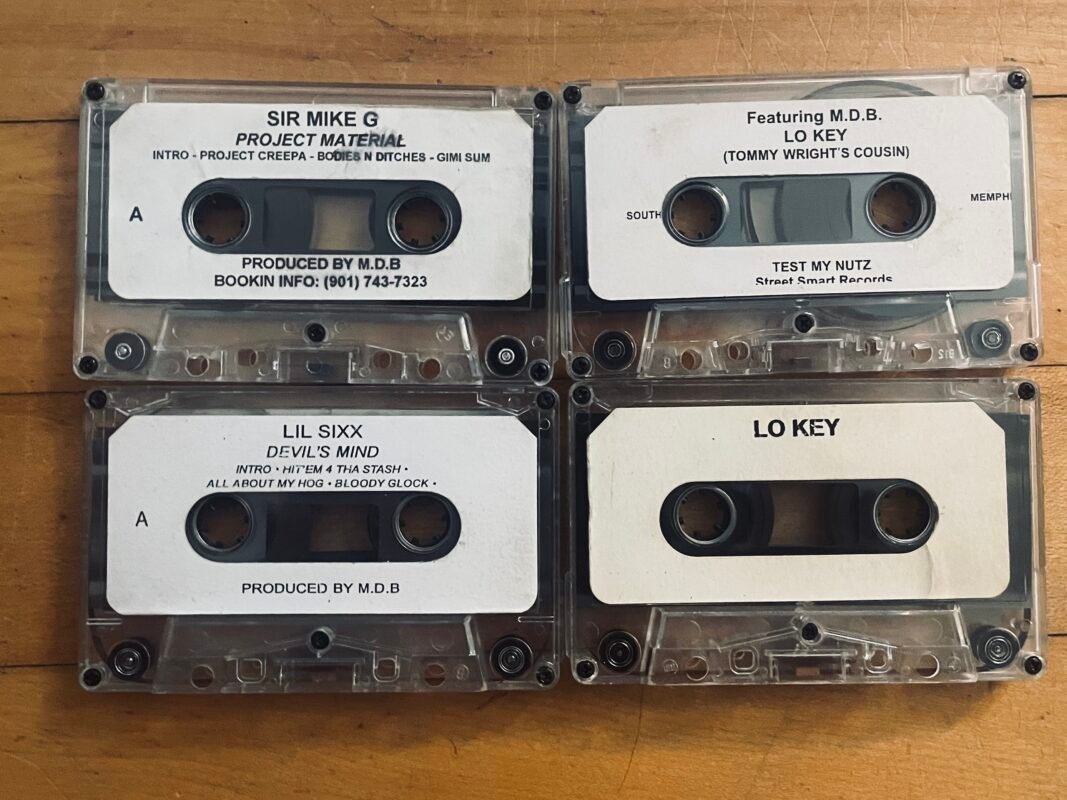 SIR MIKE G
PROJECT MATERIAL
INTRO - PROJECT CREEPA - BODIES N DITCHES - GIMI SUM
A
PRODUCED BY M.D.B
BOOKIN INFO: (901) 743-7323
Featuring M.D.B.
LO KEY
(TOMMY WRIGHT'S COUSIN)
SOUTH
MEMPHI
TEST MY NUTZ
Street Smart Records
LIL SIXX
DEVIL'S MIND
INTRO • HIT'EM 4 THA STASH •
ALL ABOUT MY HOG • BLOODY GLOCK •
A
PRODUCED BY M.D.B
LO KEY